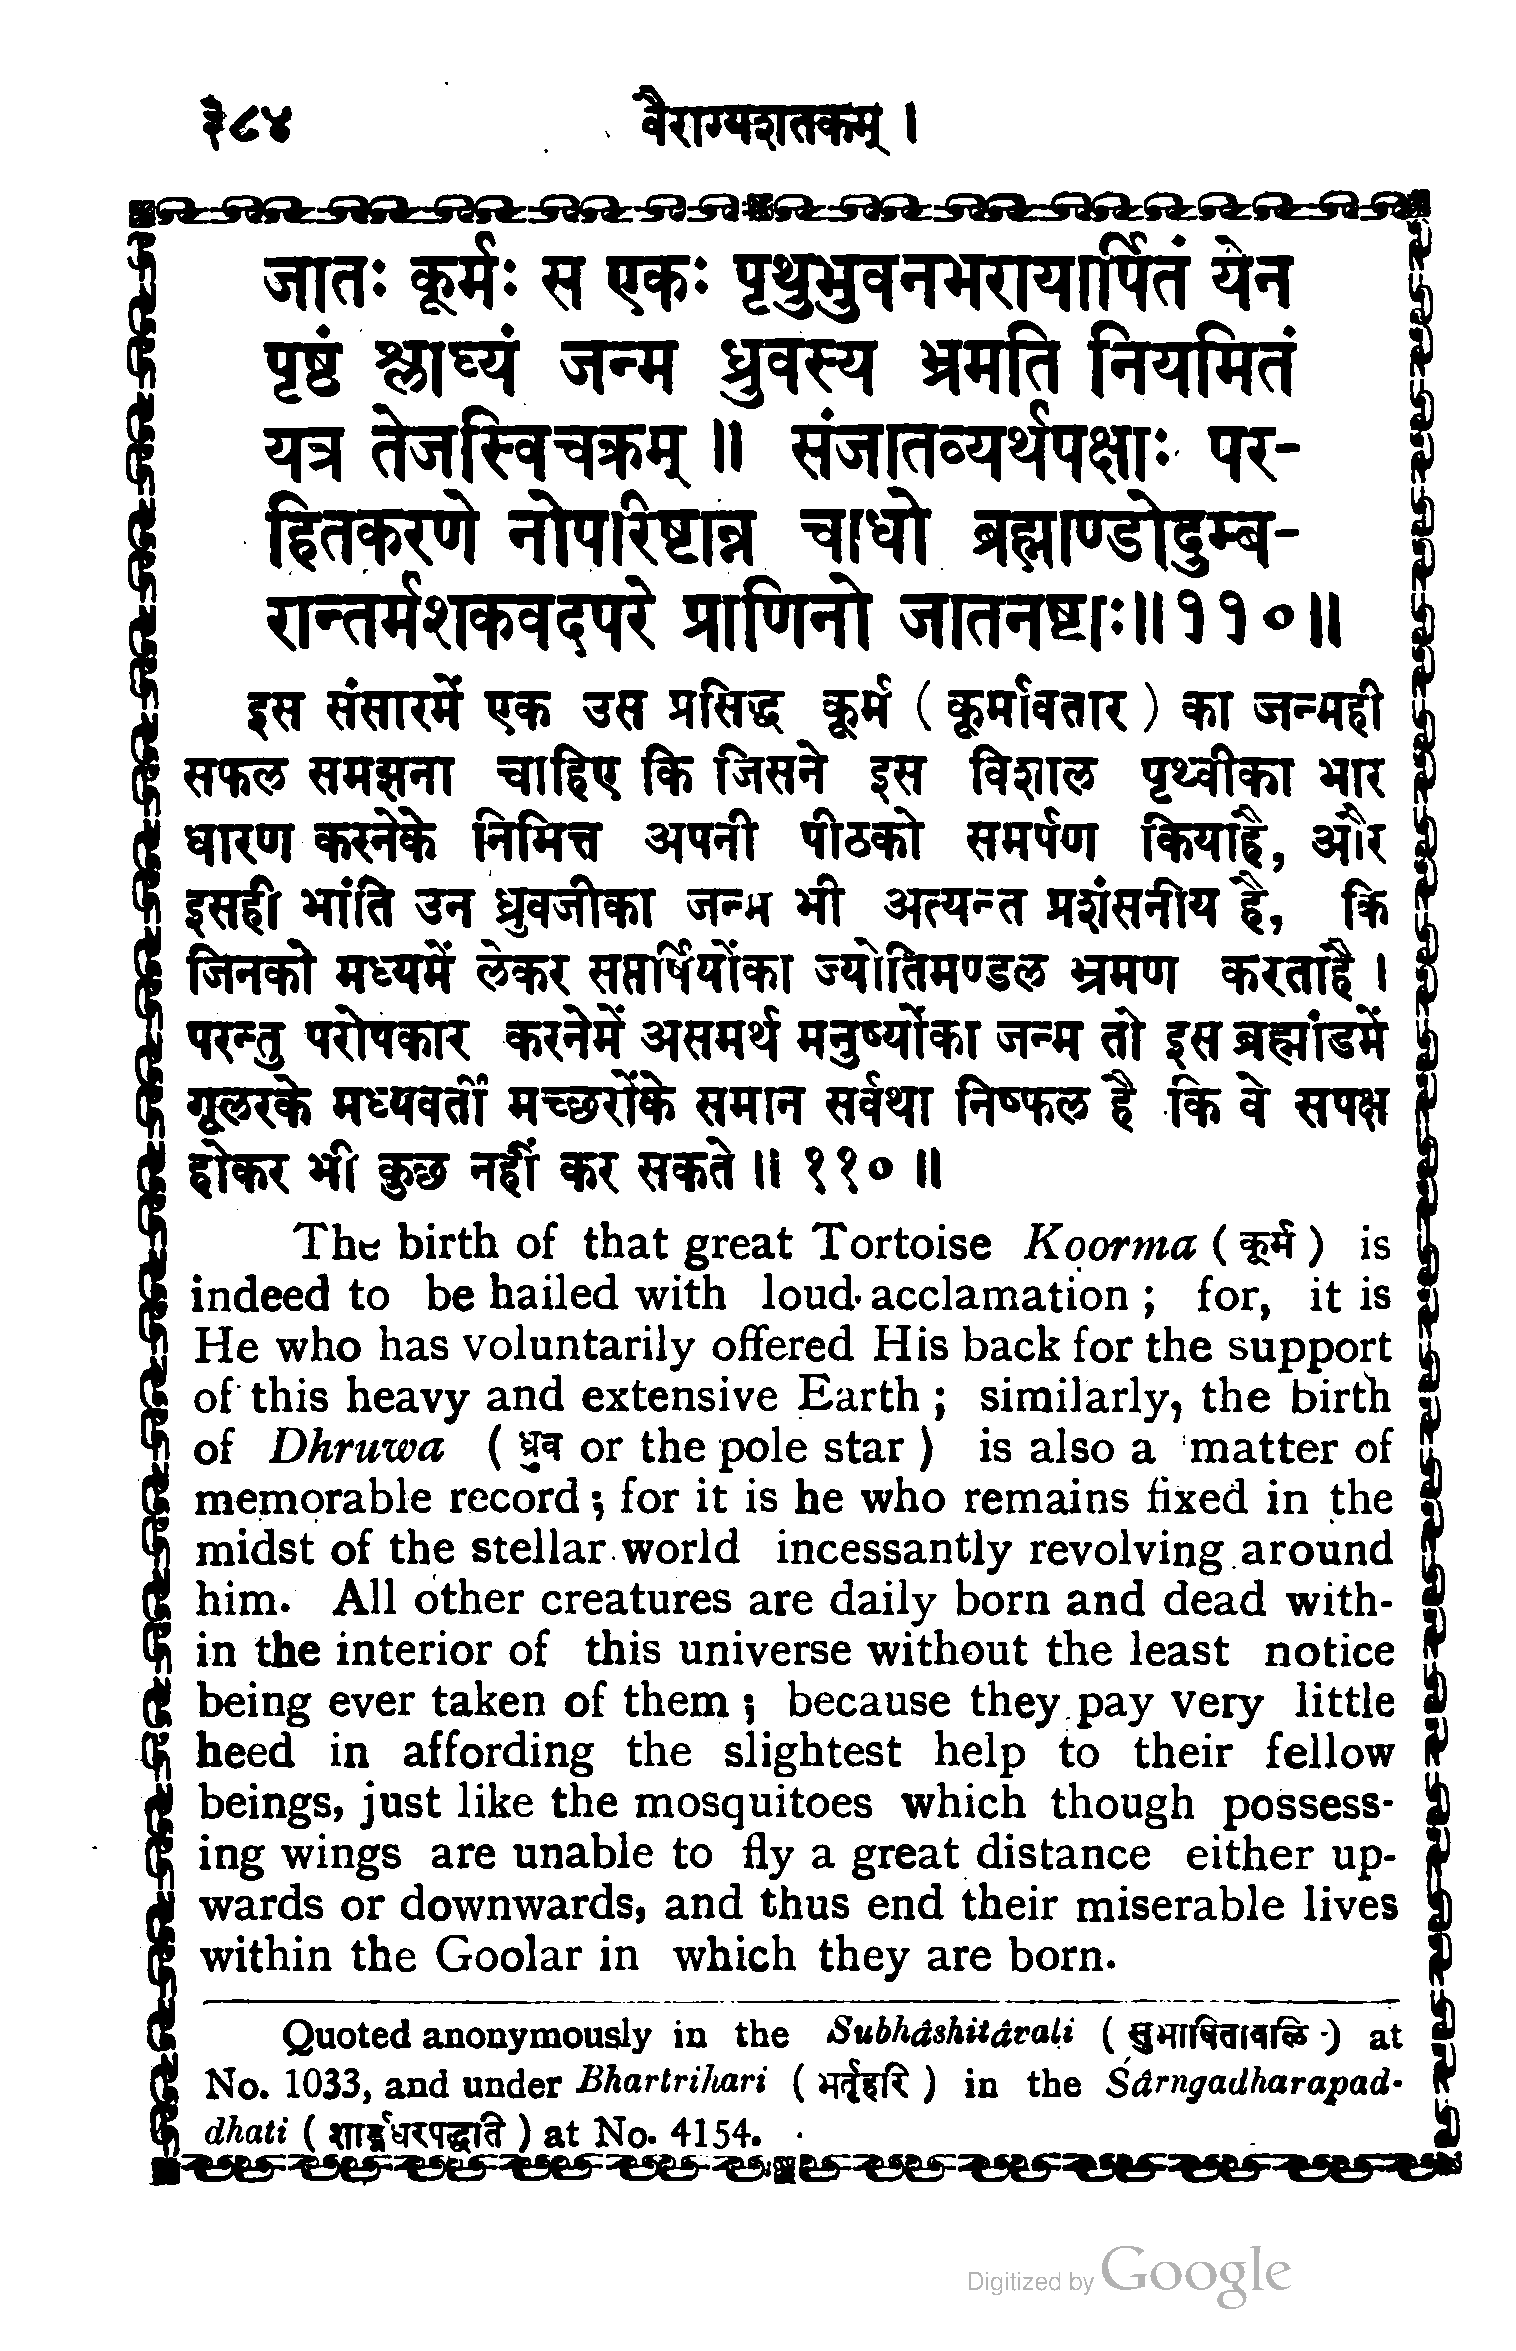 ३८४ वैराग्यशतकम् ।
जातः कूर्मः स एकः पृथुभुवनभरायार्पितं येन
पृष्ठं श्लाघ्यं जन्म ध्रुवस्य भ्रमति नियमितं
यत्र तेजस्विचक्रम् ॥ संजातव्यर्थपक्षाः पर-
हितकरणे नोपरिष्टान्न चाधो ब्रह्माण्डोदुम्ब-
रान्तर्मशकवदपरे प्राणिनो जातनष्टाः॥११०॥
इस संसारमें एक उस प्रसिद्ध कूर्म ( कूर्मावतार ) का जन्मही
सफल समझना चाहिए कि जिसने इस विशाल पृथ्वीका भार
धारण करनेके निमित्त अपनी पीठको समर्पण कियाहै, और
इसही भांति उन ध्रुवजीका जन्म भी अत्यन्त प्रशंसनीय है, कि
जिनको मध्यमें लेकर सप्तर्षियोंका ज्योतिमण्डल भ्रमण करताहै ।
परन्तु परोपकार करनेमें असमर्थ मनुष्योंका जन्म तो इस ब्रह्मांडमें
गूलरके मध्यवर्ती मच्छरोंके समान सर्वथा निष्फल है कि वे सपक्ष
होकर भी कुछ नहीं कर सकते ॥ ११० ॥
The birth of that great Tortoise Koorma ( कूर्म ) is
indeed to be hailed with loud acclamation ; for, it is
He who has voluntarily offered His back for the support
of this heavy and extensive Earth ; similarly, the birth
of Dhruwa ( ध्रुव or the pole star ) is also a matter of
memorable record ; for it is he who remains fixed in the
midst of the stellar world incessantly revolving around
him. All other creatures are daily born and dead with-
in the interior of this universe without the least notice
being ever taken of them ; because they pay very little
heed in affording the slightest help to their fellow
beings, just like the mosquitoes which though possess-
ing wings are unable to fly a great distance either up-
wards or downwards, and thus end their miserable lives
within the Goolar in which they are born.
Quoted anonymously in the Subhâshitâvali ( सुभाषितावळि ) at
No. 1033, and under Bhartrihari ( भर्तृहरि ) in the Sârngadharapad-
dhati ( शार्ङ्गधरपद्धति ) at No. 4154.
Digitized by Google